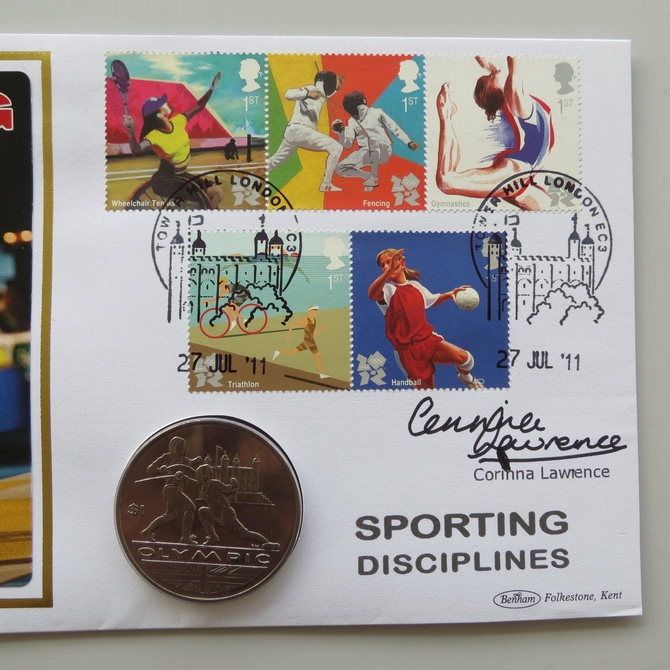 G
1ST
1ST
1ST
Wheelchair Tennis
Fencing
Gymnastics
TOWER HILL LONDON EC3
TOWER HILL LONDON EC3
1ST
1ST
27 JUL '11
27 JUL '11
Triathlon
Handball
Corinna Lawrence
Corinna Lawrence
$1
OLYMPIC
SPORTING
DISCIPLINES
Benham Folkestone, Kent